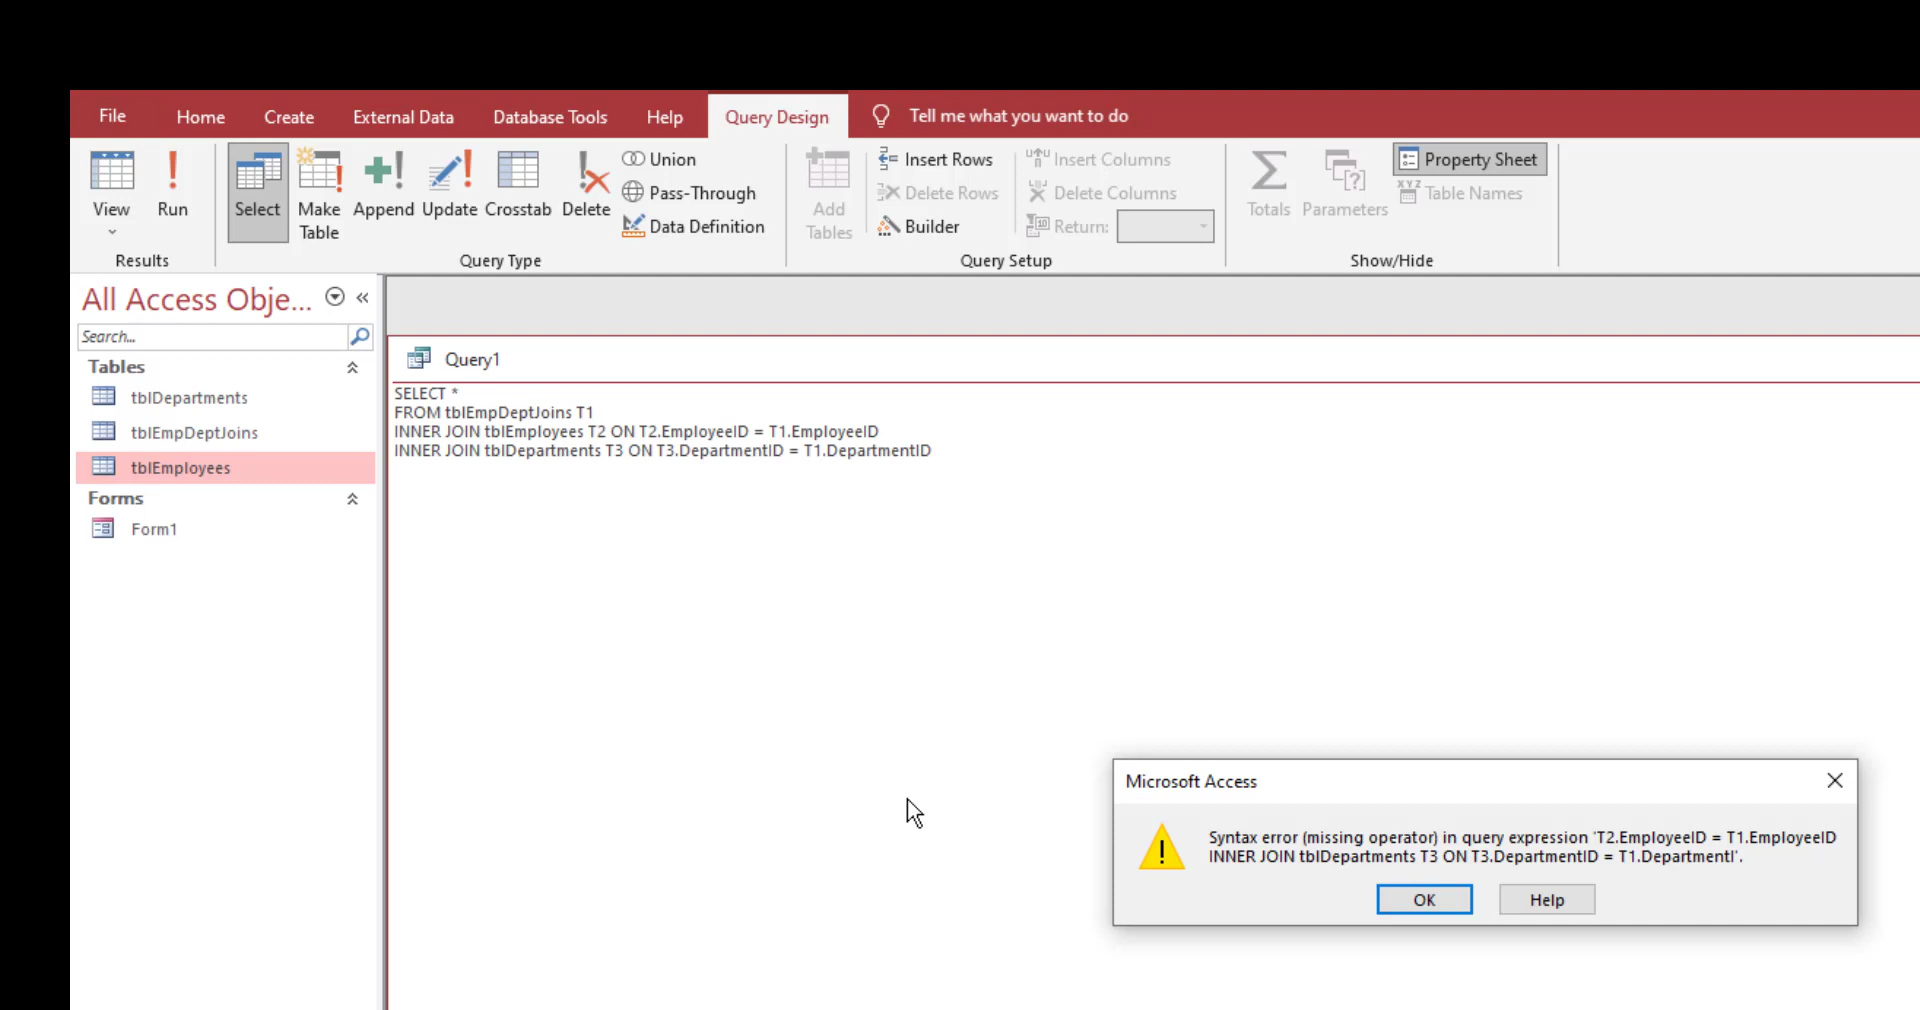 File Home Create External Data Database Tools Help Query Design Tell me what you want to do
View
Run
Select
Make
Table
Append
Update
Crosstab
Delete
Union
Pass-Through
Data Definition
Add
Tables
Insert Rows
Delete Rows
Builder
Insert Columns
Delete Columns
Return:
Totals
Parameters
Property Sheet
XYZ Table Names
Results
Query Type
Query Setup
Show/Hide
All Access Obje... «
Search...
Tables
tblDepartments
tblEmpDeptJoins
tblEmployees
Forms
Form1
Query1
SELECT *
FROM tblEmpDeptJoins T1
INNER JOIN tblEmployees T2 ON T2.EmployeeID = T1.EmployeeID
INNER JOIN tblDepartments T3 ON T3.DepartmentID = T1.DepartmentID
Microsoft Access
Syntax error (missing operator) in query expression 'T2.EmployeeID = T1.EmployeeID
INNER JOIN tblDepartments T3 ON T3.DepartmentID = T1.DepartmentI'.
OK
Help